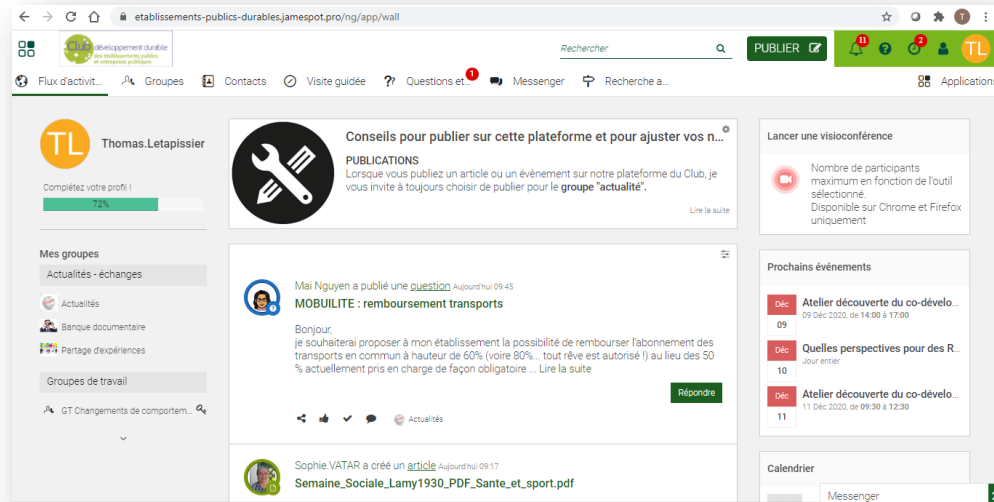 etablissements-publics-durables.jamespot.pro/ng/app/wall
T
Club développement durable
des établissements publics
et entreprises publiques
Rechercher
PUBLIER
11
2
TL
Flux d'activit...
Groupes
Contacts
Visite guidée
Questions et...
1
Messenger
Recherche a...
Applications
TL
Thomas.Letapissier
Complétez votre profil !
72%
Mes groupes
Actualités - échanges
Actualités
Banque documentaire
Partage d'expériences
Groupes de travail
GT Changements de comportem...
Conseils pour publier sur cette plateforme et pour ajuster vos n...
PUBLICATIONS
Lorsque vous publiez un article ou un évènement sur notre plateforme du Club, je
vous invite à toujours choisir de publier pour le groupe "actualité".
Lire la suite
Mai Nguyen a publié une question Aujourd'hui 09:45
MOBUILITE : remboursement transports
Bonjour,
je souhaiterai proposer à mon établissement la possibilité de rembourser l'abonnement des
transports en commun à hauteur de 60% (voire 80%... tout rêve est autorisé !) au lieu des 50
% actuellement pris en charge de façon obligatoire ... Lire la suite
Répondre
Actualités
Sophie.VATAR a créé un article Aujourd'hui 09:17
Semaine_Sociale_Lamy1930_PDF_Sante_et_sport.pdf
Lancer une visioconférence
Nombre de participants
maximum en fonction de l'outil
sélectionné.
Disponible sur Chrome et Firefox
uniquement
Prochains événements
Déc
09
Atelier découverte du co-dévelo...
09 Déc 2020, de 14:00 à 17:00
Déc
10
Quelles perspectives pour des R...
Jour entier
Déc
11
Atelier découverte du co-dévelo...
11 Déc 2020, de 09:30 à 12:30
Calendrier
Messenger